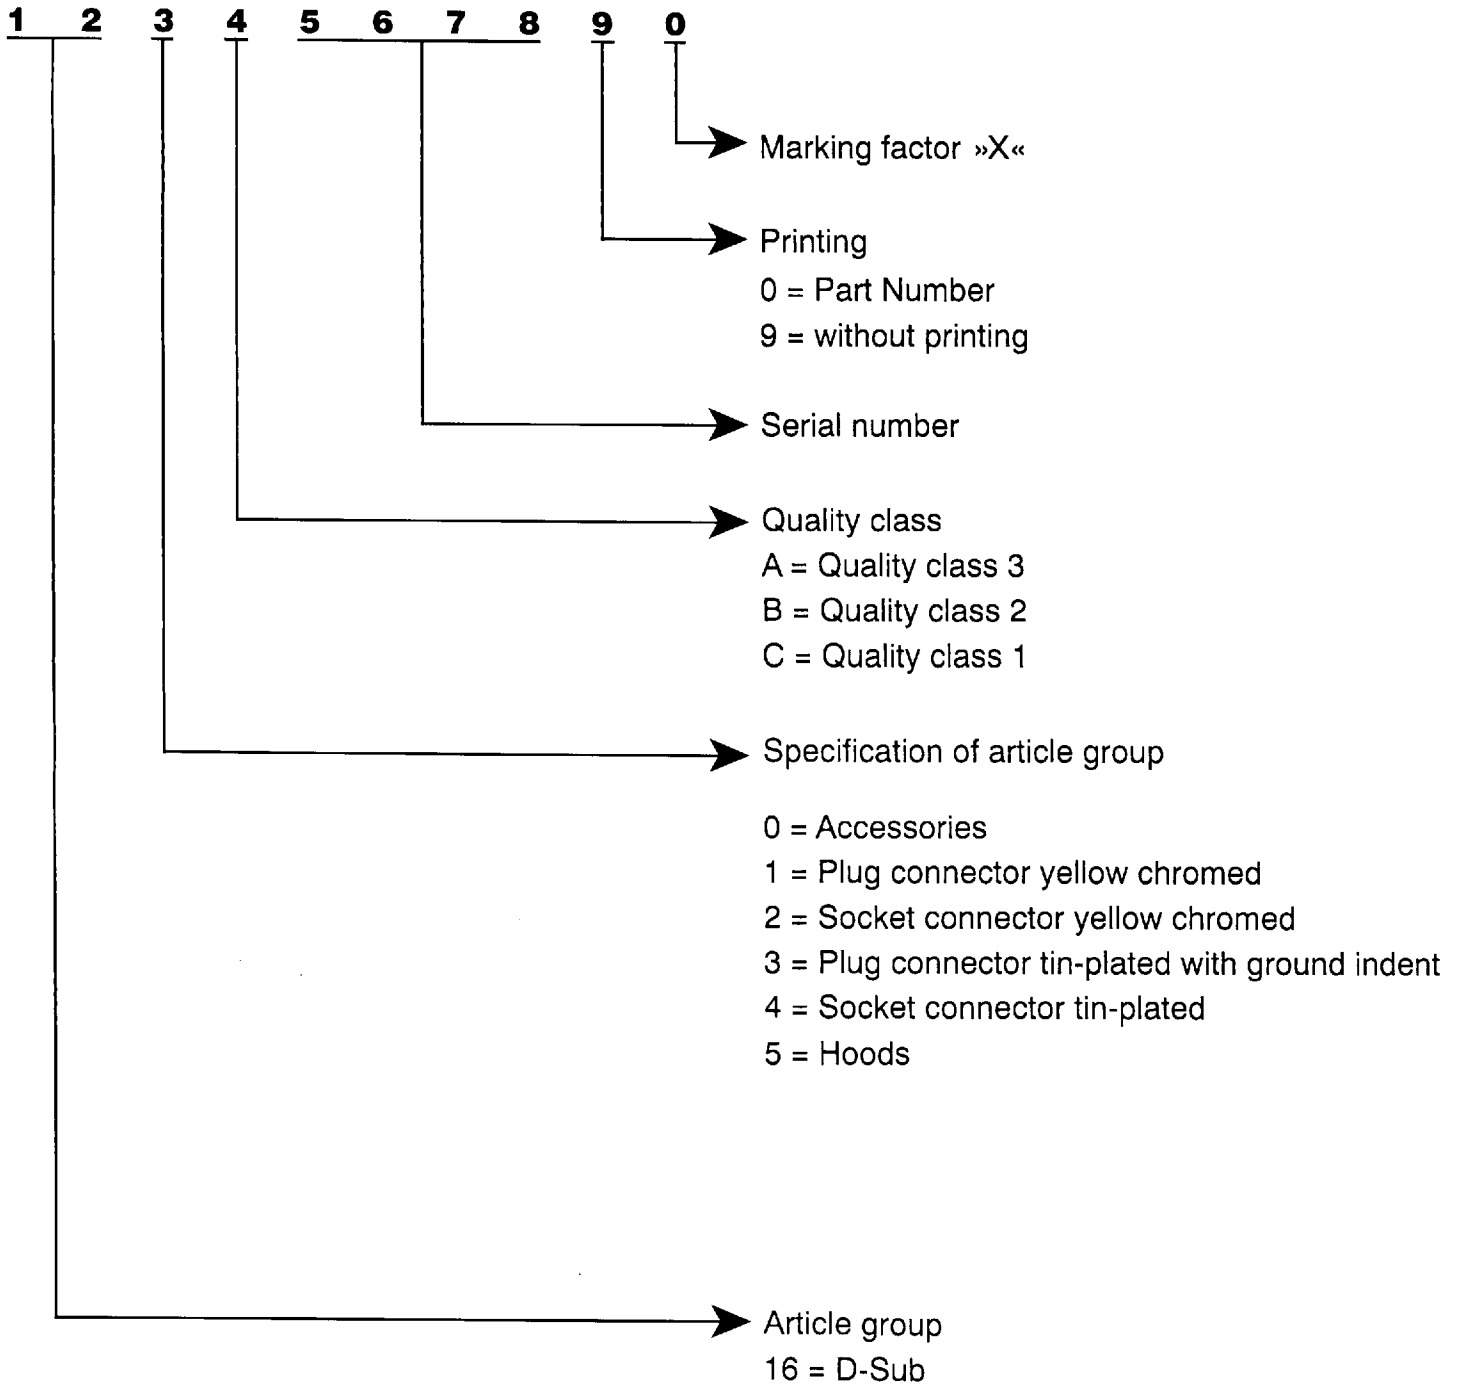 1 2 3 4 5 6 7 8 9 0
Marking factor »X«
Printing
0 = Part Number
9 = without printing
Serial number
Quality class
A = Quality class 3
B = Quality class 2
C = Quality class 1
Specification of article group
0 = Accessories
1 = Plug connector yellow chromed
2 = Socket connector yellow chromed
3 = Plug connector tin-plated with ground indent
4 = Socket connector tin-plated
5 = Hoods
Article group
16 = D-Sub